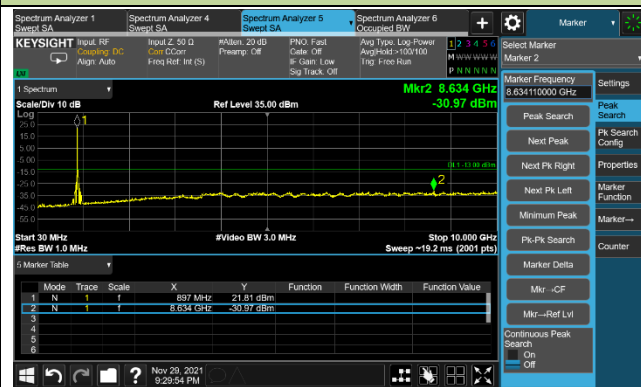 Spectrum Analyzer 1
Swept SA
Spectrum Analyzer 4
Swept SA
Spectrum Analyzer 5
Swept SA
Spectrum Analyzer 6
Occupied BW
Marker
KEYSIGHT
Input: RF
Coupling: DC
Align: Auto
Input Z: 50 Ω
Corr CCorr
Freq Ref: Int (S)
#Atten: 20 dB
Preamp: Off
PNO: Fast
Gate: Off
IF Gain: Low
Sig Track: Off
Avg Type: Log-Power
Avg|Hold:>100/100
Trig: Free Run
1 2 3 4 5 6
M W W W W W
P N N N N N
Select Marker
Marker 2
1 Spectrum
Scale/Div 10 dB
Ref Level 35.00 dBm
Mkr2 8.634 GHz
-30.97 dBm
Log
25.0
15.0
5.00
-5.00
-15.0
-25.0
-35.0
-45.0
-55.0
1
DL1 -13.00 dBm
2
Start 30 MHz
#Res BW 1.0 MHz
#Video BW 3.0 MHz
Stop 10.000 GHz
Sweep ~19.2 ms (2001 pts)
5 Marker Table
Mode Trace Scale X Y Function Function Width Function Value
1 N 1 f 897 MHz 21.81 dBm
2 N 1 f 8.634 GHz -30.97 dBm
3
4
5
6
Marker Frequency
8.634110000 GHz
Peak Search
Next Peak
Next Pk Right
Next Pk Left
Minimum Peak
Pk-Pk Search
Marker Delta
Mkr→CF
Mkr→Ref Lvl
Continuous Peak
Search
On
Off
Settings
Peak
Search
Pk Search
Config
Properties
Marker
Function
Marker→
Counter
Nov 29, 2021
9:29:54 PM